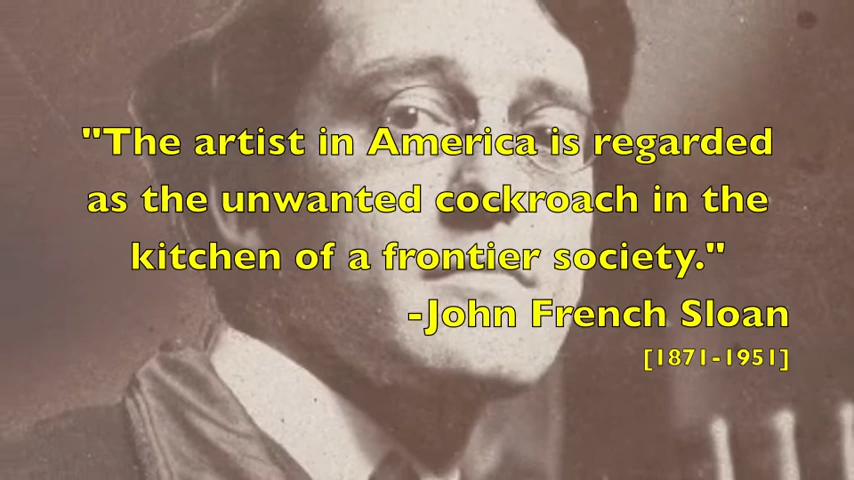 "The artist in America is regarded
as the unwanted cockroach in the
kitchen of a frontier society."
-John French Sloan
[1871-1951]